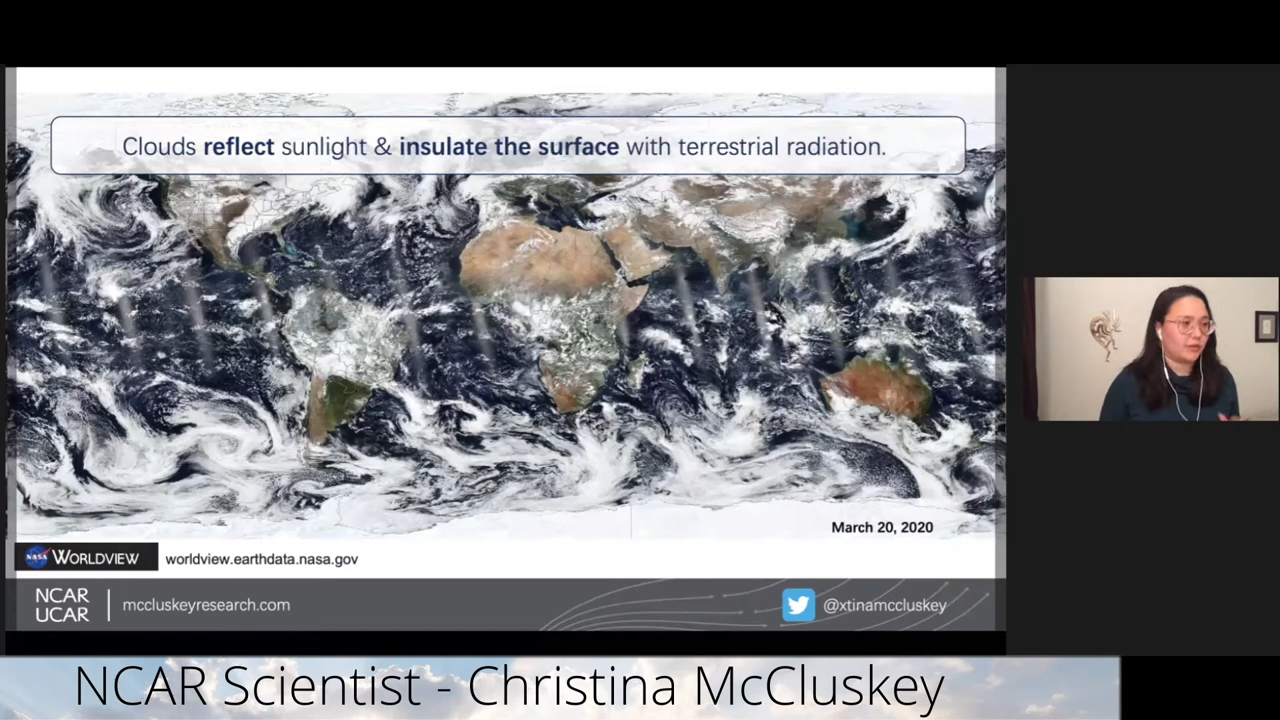 Clouds reflect sunlight & insulate the surface with terrestrial radiation.
March 20, 2020
NASA WORLDVIEW worldview.earthdata.nasa.gov
NCAR
UCAR
mccluskeyresearch.com
@xtinamccluskey
NCAR Scientist - Christina McCluskey